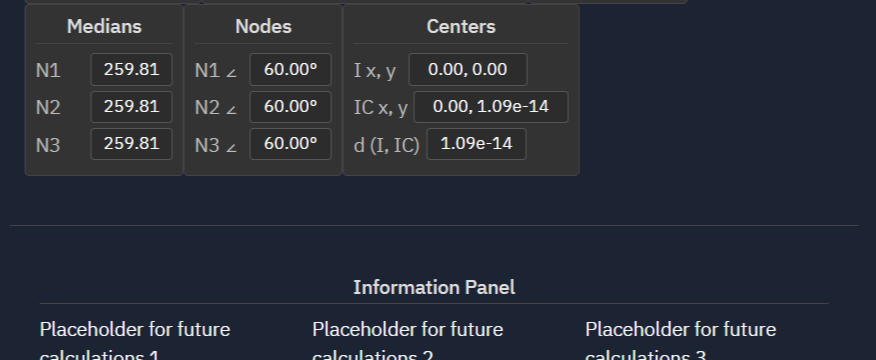 Medians Nodes Centers
N1 259.81 N1 ∠ 60.00° I x, y 0.00, 0.00
N2 259.81 N2 ∠ 60.00° IC x, y 0.00, 1.09e-14
N3 259.81 N3 ∠ 60.00° d (I, IC) 1.09e-14
Information Panel
Placeholder for future Placeholder for future Placeholder for future
calculations 1 calculations 2 calculations 3